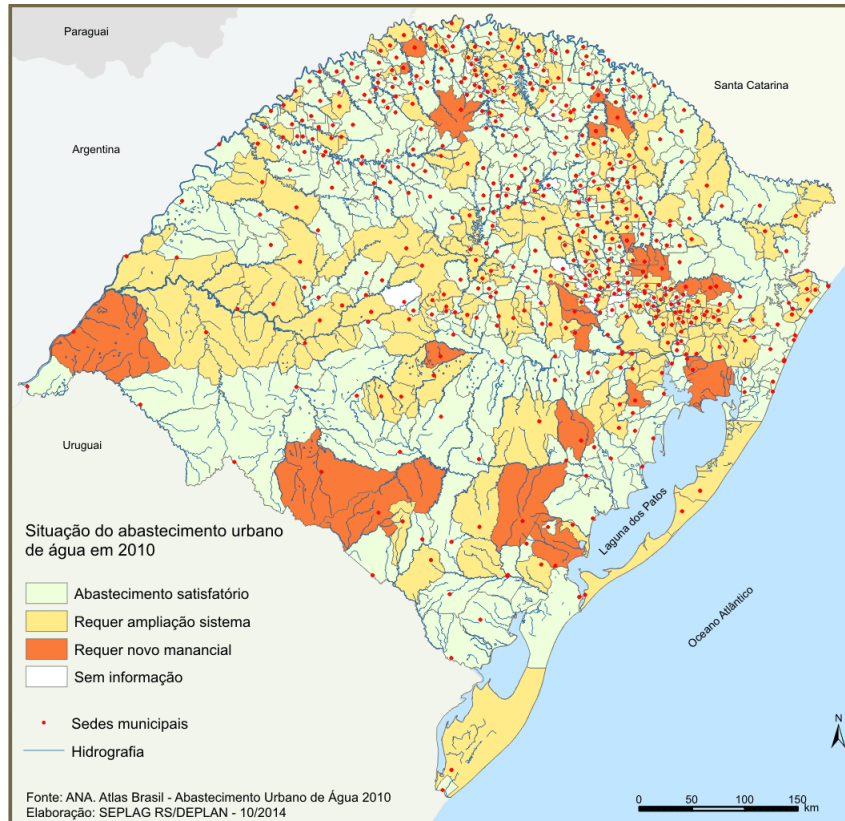 Paraguai
Santa Catarina
Argentina
Uruguai
Laguna dos Patos
Oceano Atlântico
Situação do abastecimento urbano
de água em 2010
Abastecimento satisfatório
Requer ampliação sistema
Requer novo manancial
Sem informação
Sedes municipais
Hidrografia
N
Fonte: ANA. Atlas Brasil - Abastecimento Urbano de Água 2010
Elaboração: SEPLAG RS/DEPLAN - 10/2014
0 50 100 150
km